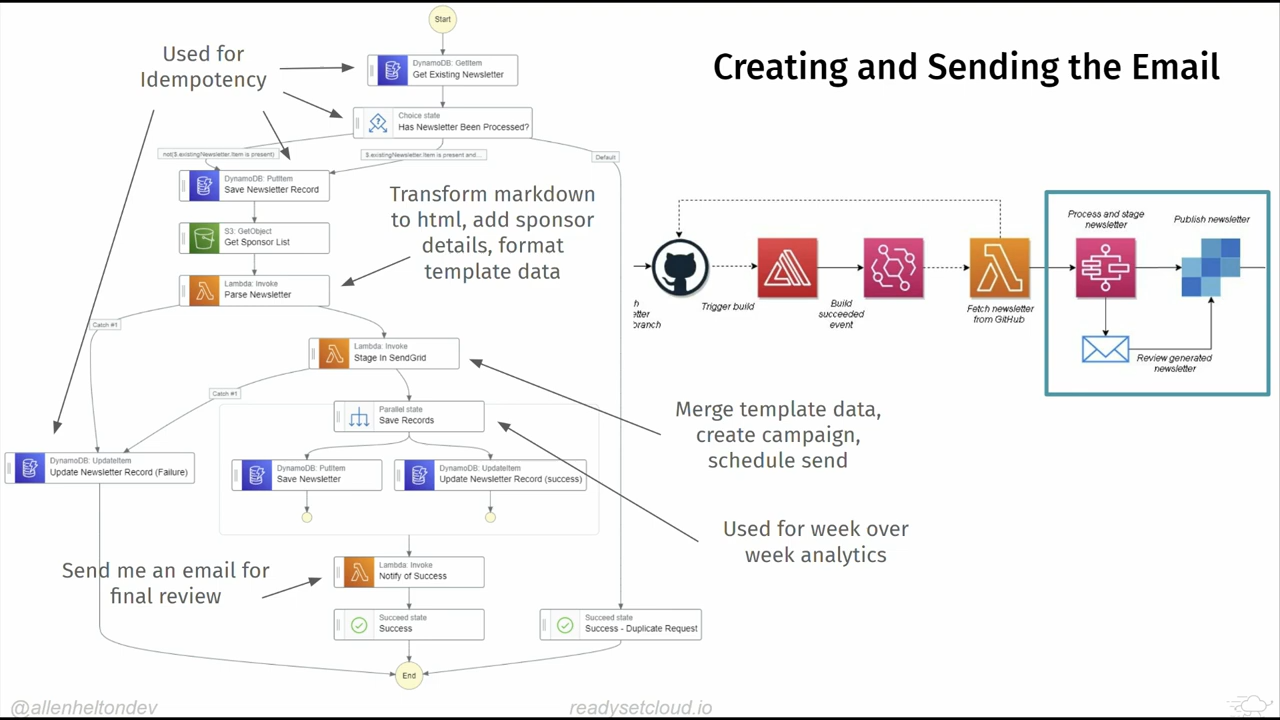 Creating and Sending the Email
Used for
Idempotency
Start
DynamoDB: GetItem
Get Existing Newsletter
Choice state
Has Newsletter Been Processed?
not($.existingNewsletter.Item is present)
$.existingNewsletter.Item is present and...
Default
DynamoDB: PutItem
Save Newsletter Record
S3: GetObject
Get Sponsor List
Lambda: Invoke
Parse Newsletter
Transform markdown
to html, add sponsor
details, format
template data
Catch #1
Lambda: Invoke
Stage In SendGrid
Catch #1
Parallel state
Save Records
DynamoDB: UpdateItem
Update Newsletter Record (Failure)
DynamoDB: PutItem
Save Newsletter
DynamoDB: UpdateItem
Update Newsletter Record (success)
Merge template data,
create campaign,
schedule send
Used for week over
week analytics
Send me an email for
final review
Lambda: Invoke
Notify of Success
Succeed state
Success
Succeed state
Success - Duplicate Request
End
h
tter
branch
Trigger build
Build
succeeded
event
Fetch newsletter
from GitHub
Process and stage
newsletter
Publish newsletter
Review generated
newsletter
@allenheltondev
readysetcloud.io